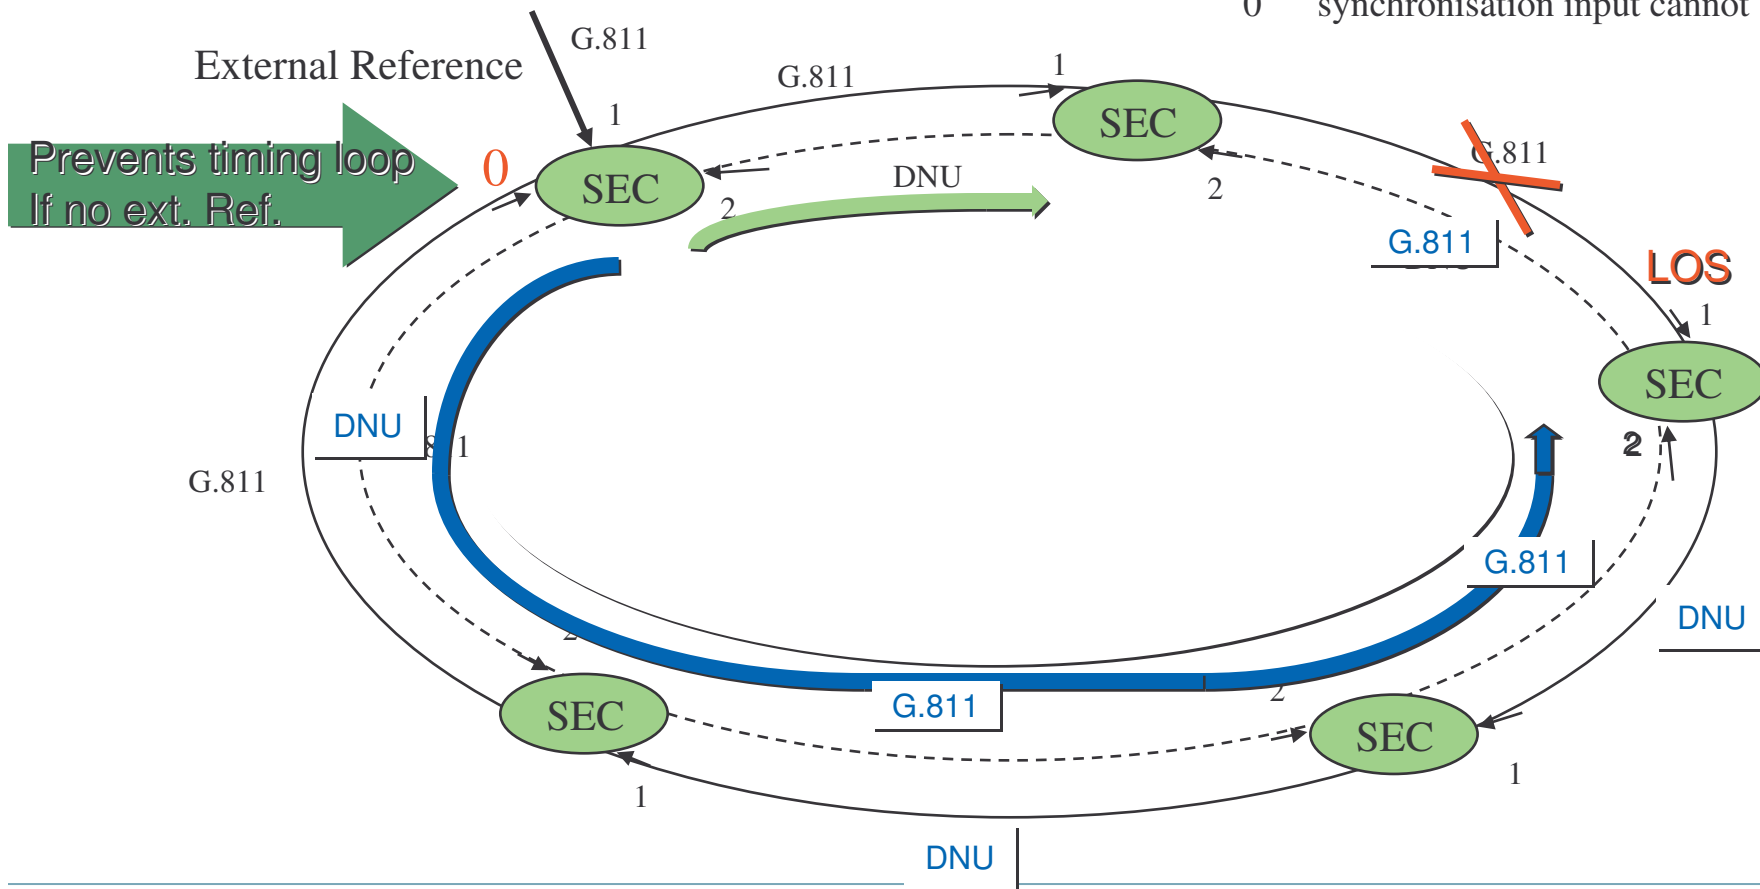 0 synchronisation input cannot
G.811
External Reference
G.811
1
1
Prevents timing loop
If no ext. Ref.
0
SEC
SEC
DNU
2
2
G.811
G.811
LOS
1
SEC
DNU
1
2
G.811
G.811
DNU
2
2
G.811
SEC
SEC
1
1
DNU